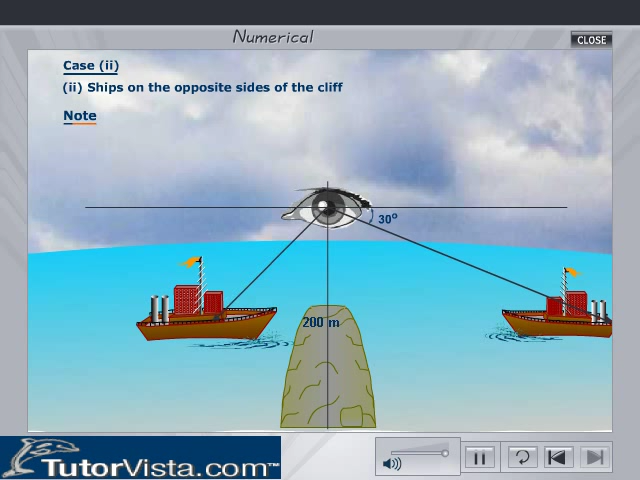 Numerical
CLOSE
Case (ii)
(ii) Ships on the opposite sides of the cliff
Note
30°
200 m
TutorVista.com™